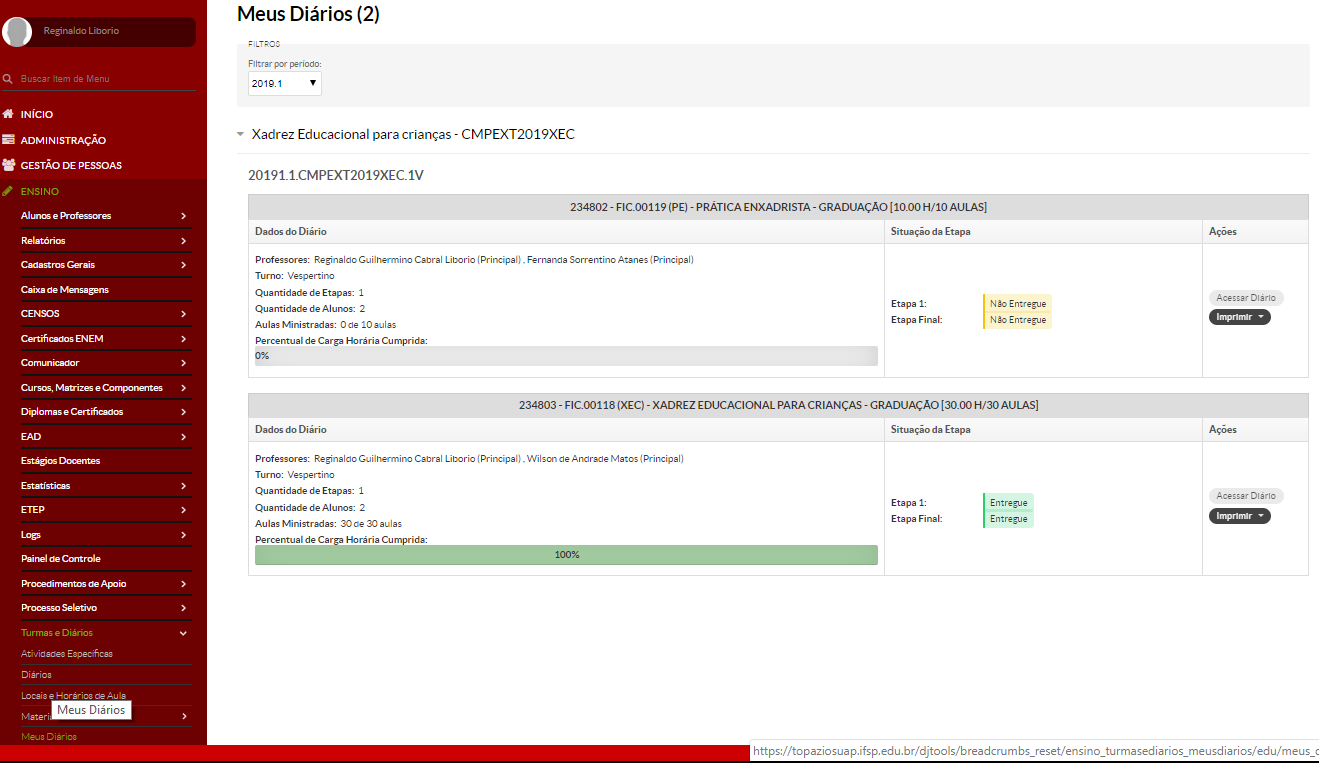 Reginaldo Liborio
Buscar Item de Menu
INÍCIO
ADMINISTRAÇÃO
GESTÃO DE PESSOAS
ENSINO
Alunos e Professores
Relatórios
Cadastros Gerais
Caixa de Mensagens
CENSOS
Certificados ENEM
Comunicador
Cursos, Matrizes e Componentes
Diplomas e Certificados
EAD
Estágios Docentes
Estatísticas
ETEP
Logs
Painel de Controle
Procedimentos de Apoio
Processo Seletivo
Turmas e Diários
Atividades Específicas
Diários
Locais e Horários de Aula
Materi
Meus Diários
Meus Diários
Meus Diários (2)
FILTROS
Filtrar por período:
2019.1
Xadrez Educacional para crianças - CMPEXT2019XEC
20191.1.CMPEXT2019XEC.1V
234802 - FIC.00119 (PE) - PRÁTICA ENXADRISTA - GRADUAÇÃO [10.00 H/10 AULAS]
Dados do Diário Situação da Etapa Ações
Professores: Reginaldo Guilhermino Cabral Liborio (Principal) , Fernanda Sorrentino Atanes (Principal)
Turno: Vespertino
Quantidade de Etapas: 1
Quantidade de Alunos: 2
Aulas Ministradas: 0 de 10 aulas
Percentual de Carga Horária Cumprida:
0%
Etapa 1: Não Entregue
Etapa Final: Não Entregue
Acessar Diário
Imprimir
234803 - FIC.00118 (XEC) - XADREZ EDUCACIONAL PARA CRIANÇAS - GRADUAÇÃO [30.00 H/30 AULAS]
Dados do Diário Situação da Etapa Ações
Professores: Reginaldo Guilhermino Cabral Liborio (Principal) , Wilson de Andrade Matos (Principal)
Turno: Vespertino
Quantidade de Etapas: 1
Quantidade de Alunos: 2
Aulas Ministradas: 30 de 30 aulas
Percentual de Carga Horária Cumprida:
100%
Etapa 1: Entregue
Etapa Final: Entregue
Acessar Diário
Imprimir
https://topaziosuap.ifsp.edu.br/djtools/breadcrumbs_reset/ensino_turmasediarios_meusdiarios/edu/meus_d